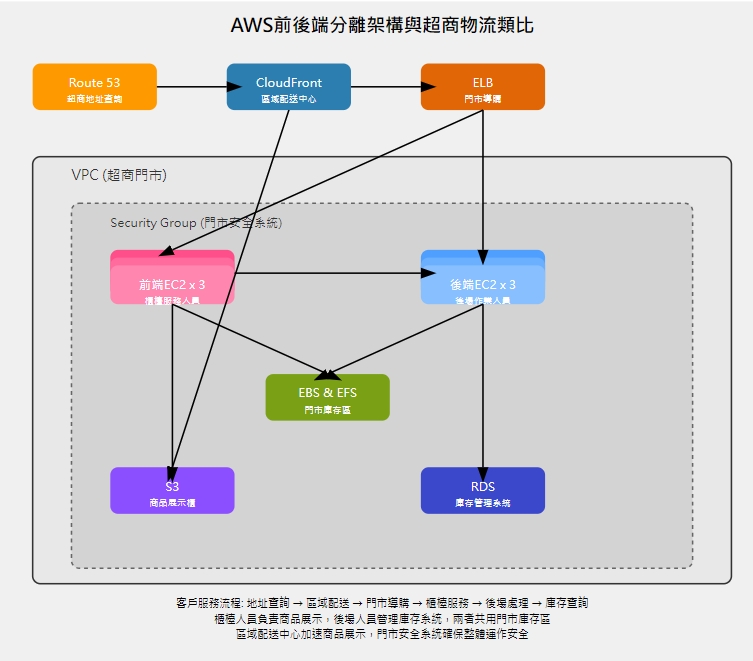 AWS前後端分離架構與超商物流類比
Route 53
超商地址查詢
CloudFront
區域配送中心
ELB
門市導購
VPC (超商門市)
Security Group (門市安全系統)
前端EC2 x 3
櫃檯服務人員
後端EC2 x 3
後場作業人員
EBS & EFS
門市庫存區
S3
商品展示櫃
RDS
庫存管理系統
客戶服務流程: 地址查詢 → 區域配送 → 門市導購 → 櫃檯服務 → 後場處理 → 庫存查詢
櫃檯人員負責商品展示，後場人員管理庫存系統，兩者共用門市庫存區
區域配送中心加速商品展示，門市安全系統確保整體運作安全